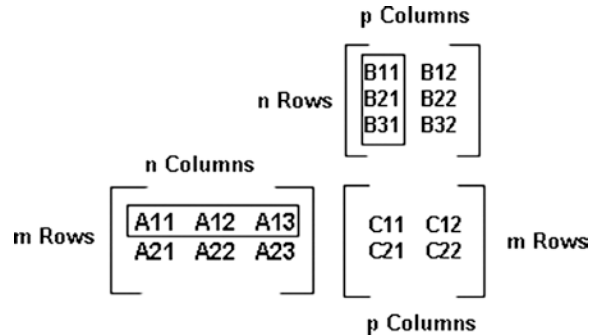 p Columns
B11 B12
n Rows
B21 B22
B31 B32
n Columns
m Rows
A11 A12 A13
A21 A22 A23
C11 C12
C21 C22
m Rows
p Columns